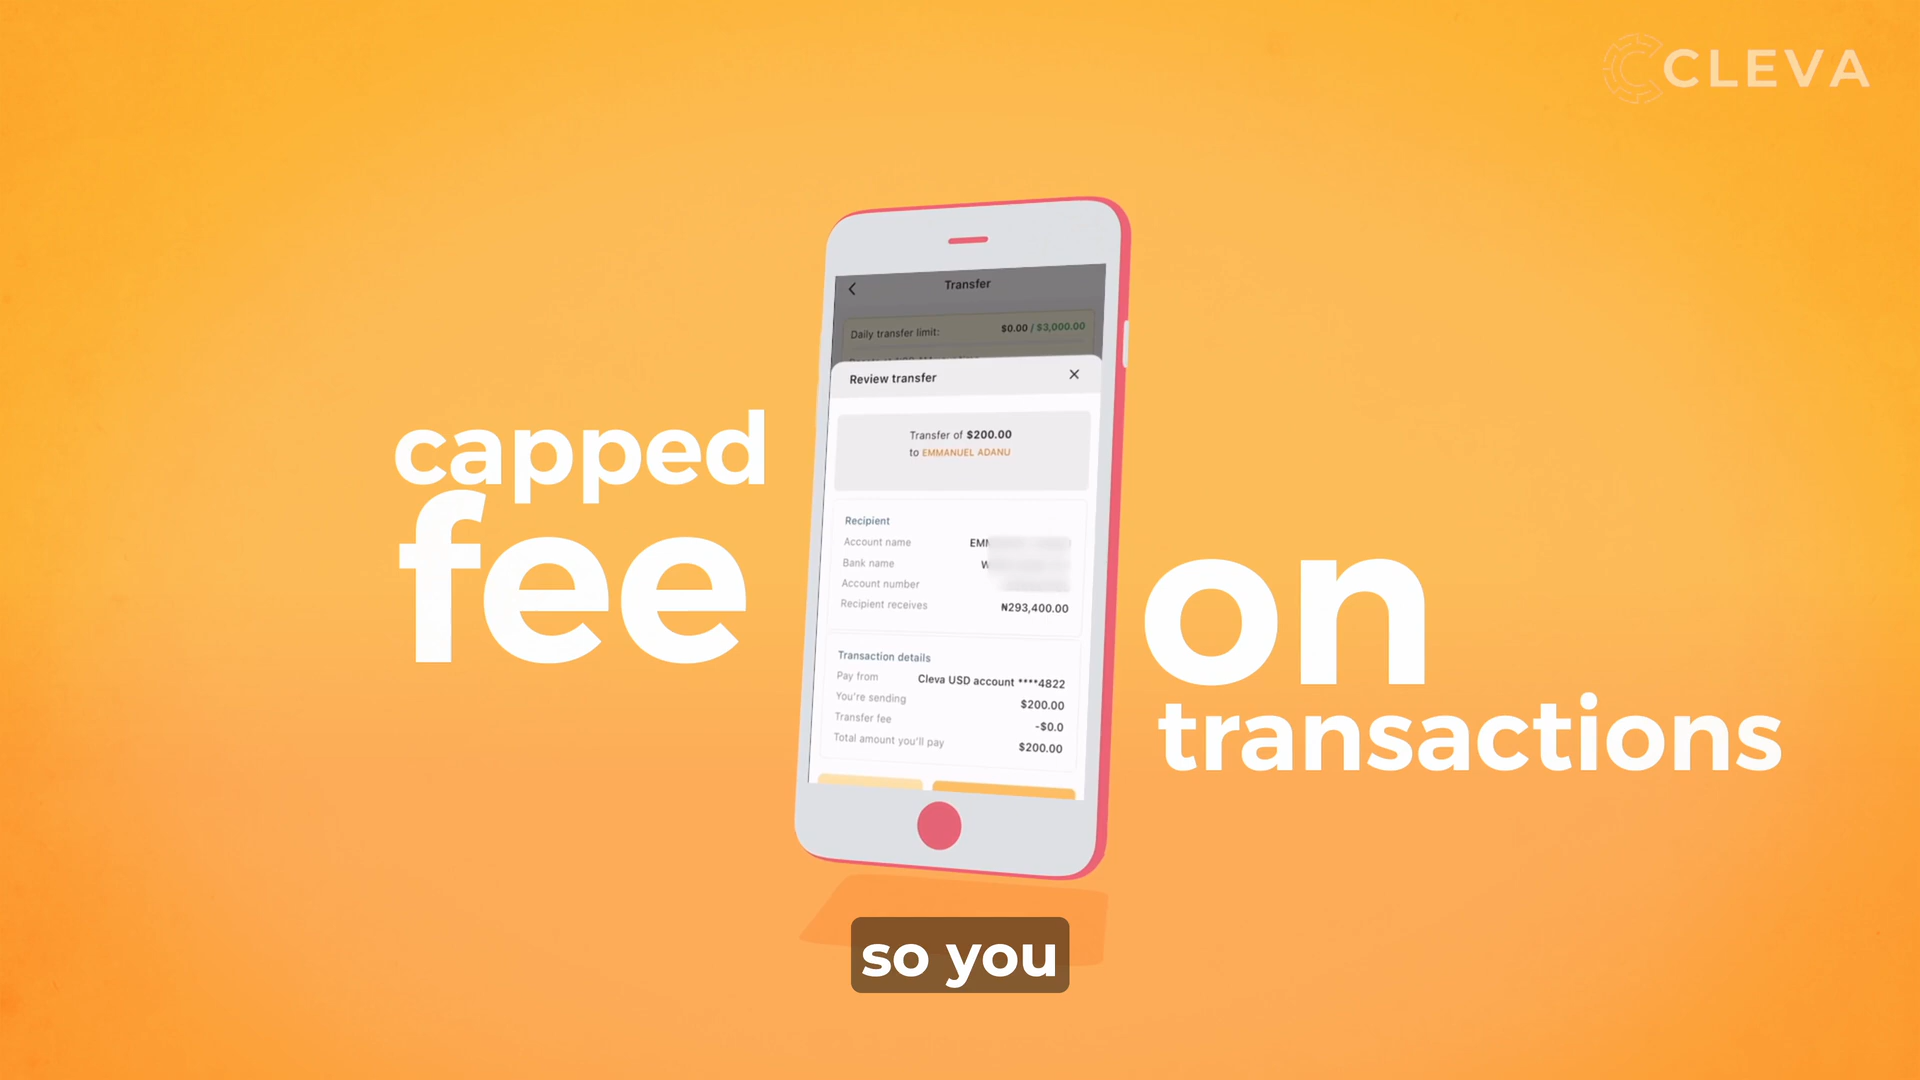 CLEVA
capped
fee
on
transactions
Transfer
Daily transfer limit: $0.00 / $3,000.00
Review transfer
Transfer of $200.00
to EMMANUEL ADANU
Recipient
Account name
Bank name
Account number
Recipient receives ₦293,400.00
Transaction details
Pay from Cleva USD account ****4822
You're sending $200.00
Transfer fee -$0.0
Total amount you'll pay $200.00
so you